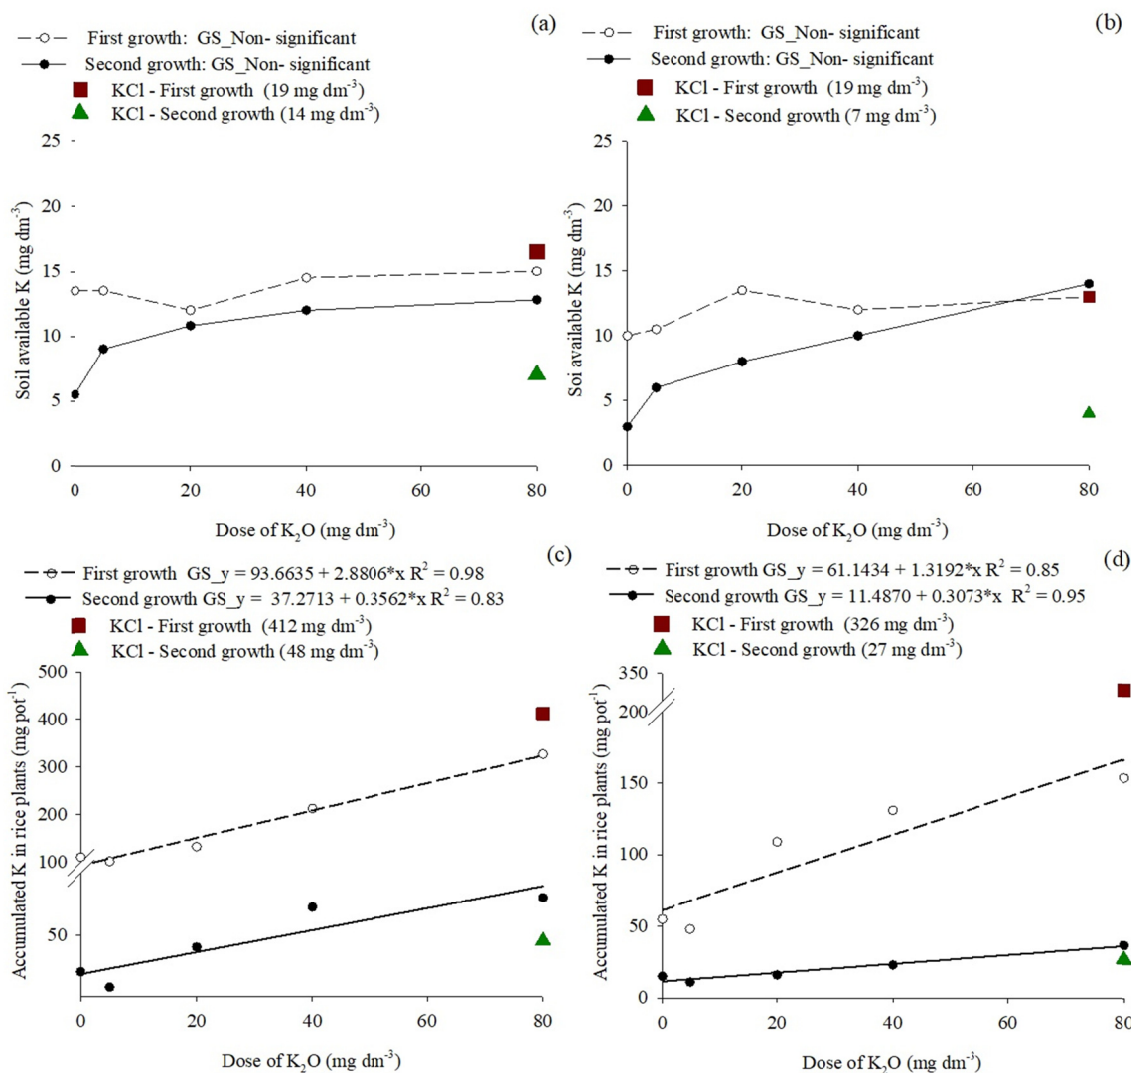 (a)
First growth: GS_Non- significant
Second growth: GS_Non- significant
KCl - First growth (19 mg dm⁻³)
KCl - Second growth (14 mg dm⁻³)
25
20
15
10
5
0
Soil available K (mg dm⁻³)
0 20 40 60 80
Dose of K₂O (mg dm⁻³)
(b)
First growth: GS_Non- significant
Second growth: GS_Non- significant
KCl - First growth (19 mg dm⁻³)
KCl - Second growth (7 mg dm⁻³)
25
20
15
10
5
0
Soi available K (mg dm⁻³)
0 20 40 60 80
Dose of K₂O (mg dm⁻³)
(c)
First growth GS_y = 93.6635 + 2.8806*x R² = 0.98
Second growth GS_y = 37.2713 + 0.3562*x R² = 0.83
KCl - First growth (412 mg dm⁻³)
KCl - Second growth (48 mg dm⁻³)
500
400
300
200
100
50
Accumulated K in rice plants (mg pot⁻¹)
0 20 40 60 80
Dose of K₂O (mg dm⁻³)
(d)
First growth GS_y = 61.1434 + 1.3192*x R² = 0.85
Second growth GS_y = 11.4870 + 0.3073*x R² = 0.95
KCl - First growth (326 mg dm⁻³)
KCl - Second growth (27 mg dm⁻³)
350
200
150
100
50
0
Accumulated K in rice plants (mg pot⁻¹)
0 20 40 60 80
Dose of K₂O (mg dm⁻³)